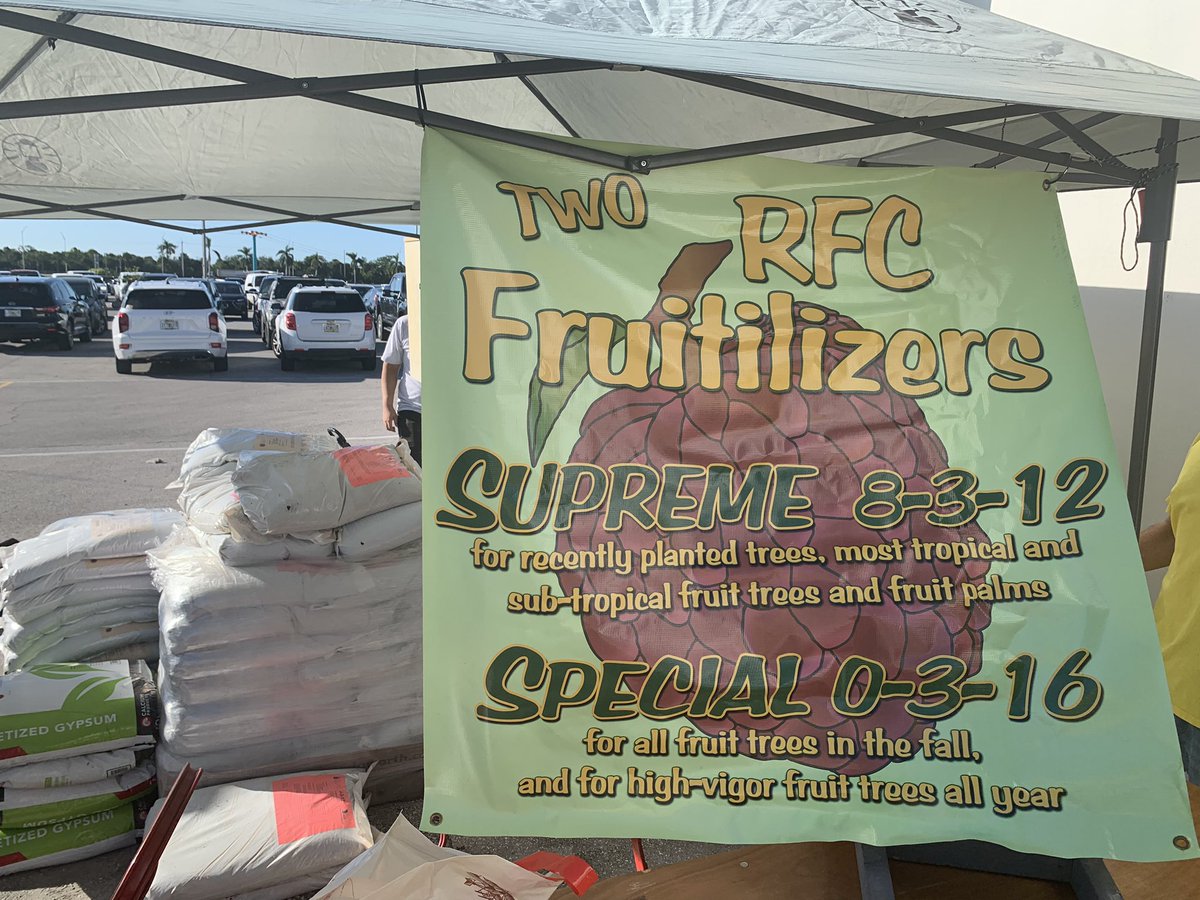 TWO RFC
Fruitilizers
SUPREME 8-3-12
for recently planted trees, most tropical and
sub-tropical fruit trees and fruit palms
SPECIAL 0-3-16
for all fruit trees in the fall,
and for high-vigor fruit trees all year
ETIZED GYPSUM
ETIZED GYPSUM